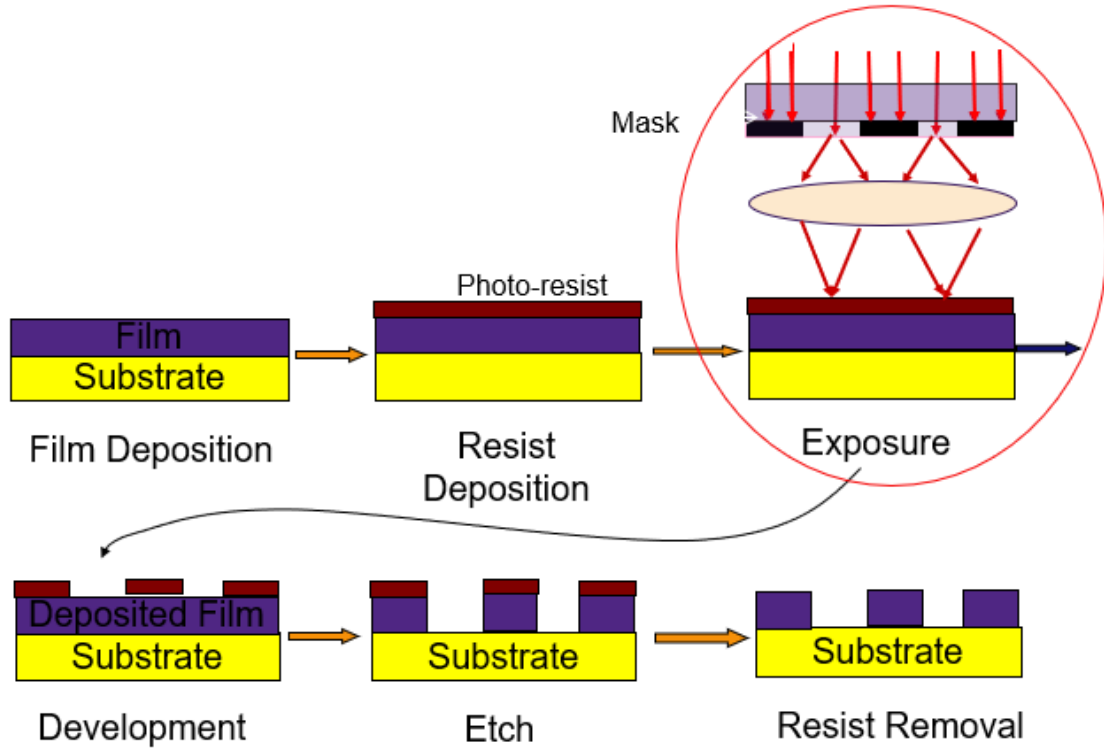 Mask
Photo-resist
Film
Substrate
Film Deposition
Resist
Deposition
Exposure
Deposited Film
Substrate
Substrate
Substrate
Development
Etch
Resist Removal